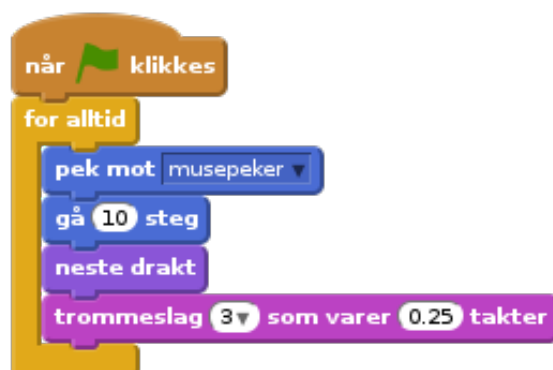 når klikkes
for alltid
pek mot musepeker
gå 10 steg
neste drakt
trommeslag 3 som varer 0.25 takter